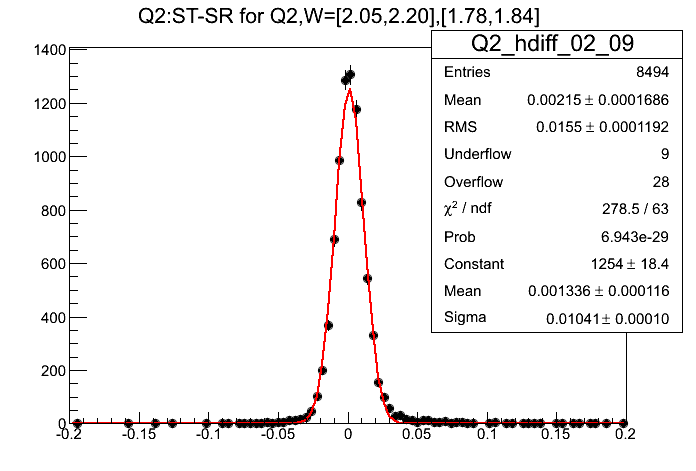 Q2:ST-SR for Q2,W=[2.05,2.20],[1.78,1.84]
Q2_hdiff_02_09
Entries 8494
Mean 0.00215 ± 0.0001686
RMS 0.0155 ± 0.0001192
Underflow 9
Overflow 28
χ² / ndf 278.5 / 63
Prob 6.943e-29
Constant 1254 ± 18.4
Mean 0.001336 ± 0.000116
Sigma 0.01041 ± 0.00010
1400
1200
1000
800
600
400
200
0
-0.2 -0.15 -0.1 -0.05 0 0.05 0.1 0.15 0.2